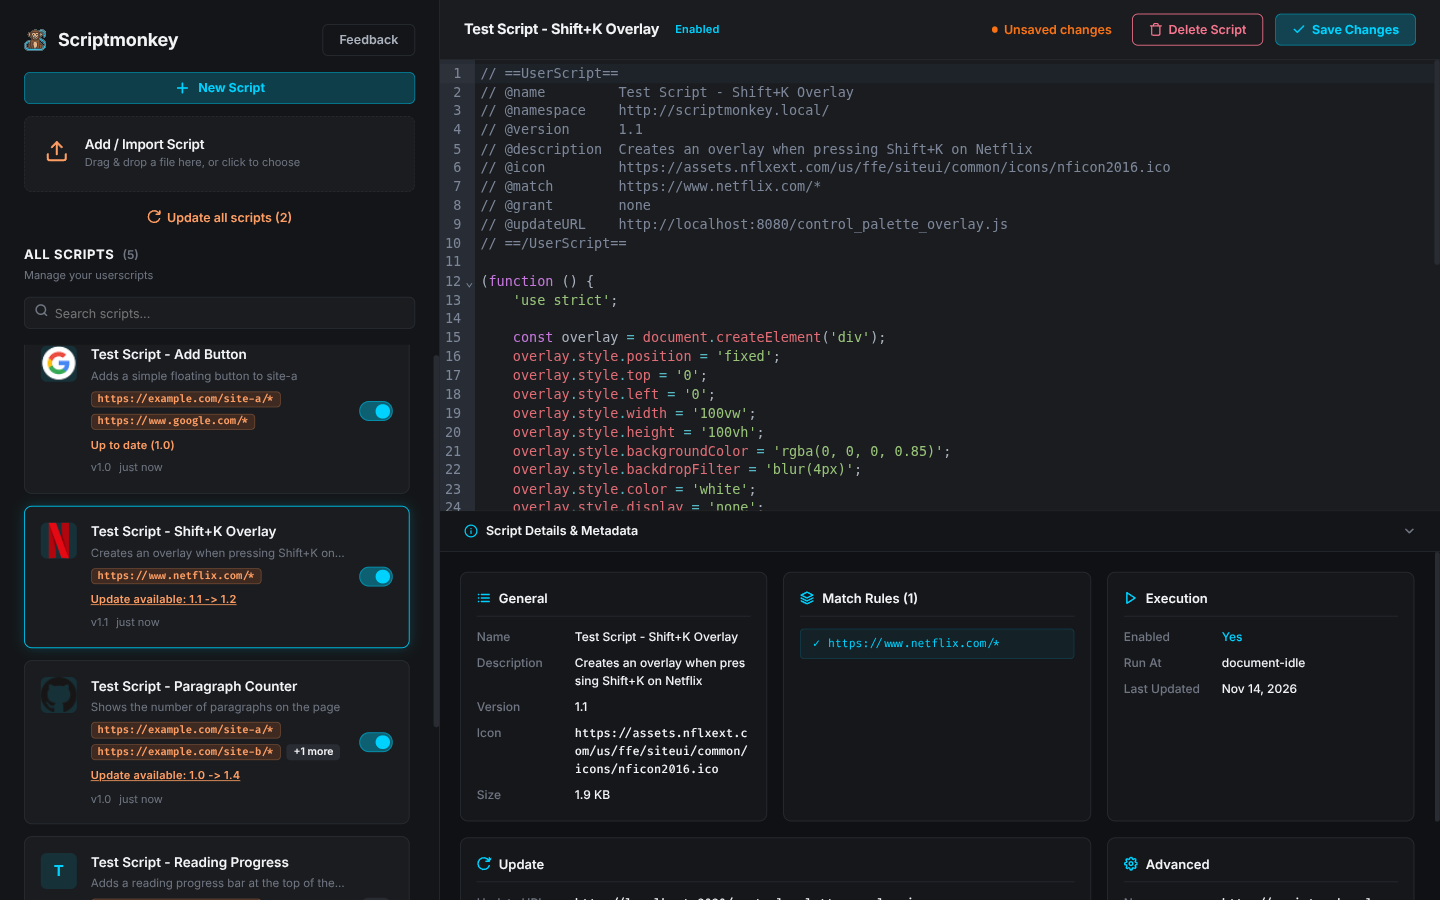 Scriptmonkey
Feedback
New Script
Add / Import Script
Drag & drop a file here, or click to choose
Update all scripts (2)
ALL SCRIPTS (5)
Manage your userscripts
Search scripts...
Test Script - Add Button
Adds a simple floating button to site-a
https://example.com/site-a/*
https://www.google.com/*
Up to date (1.0)
v1.0 just now
Test Script - Shift+K Overlay
Creates an overlay when pressing Shift+K on...
https://www.netflix.com/*
Update available: 1.1 -> 1.2
v1.1 just now
Test Script - Paragraph Counter
Shows the number of paragraphs on the page
https://example.com/site-a/*
https://example.com/site-b/* +1 more
Update available: 1.0 -> 1.4
v1.0 just now
T
Test Script - Reading Progress
Adds a reading progress bar at the top of the...
Test Script - Shift+K Overlay Enabled
Unsaved changes
Delete Script
Save Changes
1 // ==UserScript==
2 // @name         Test Script - Shift+K Overlay
3 // @namespace    http://scriptmonkey.local/
4 // @version      1.1
5 // @description  Creates an overlay when pressing Shift+K on Netflix
6 // @icon         https://assets.nflxext.com/us/ffe/siteui/common/icons/nficon2016.ico
7 // @match        https://www.netflix.com/*
8 // @grant        none
9 // @updateURL    http://localhost:8080/control_palette_overlay.js
10 // ==/UserScript==
11
12 (function () {
13     'use strict';
14
15     const overlay = document.createElement('div');
16     overlay.style.position = 'fixed';
17     overlay.style.top = '0';
18     overlay.style.left = '0';
19     overlay.style.width = '100vw';
20     overlay.style.height = '100vh';
21     overlay.style.backgroundColor = 'rgba(0, 0, 0, 0.85)';
22     overlay.style.backdropFilter = 'blur(4px)';
23     overlay.style.color = 'white';
24     overlay.style.display = 'none';
Script Details & Metadata
General
Name Test Script - Shift+K Overlay
Description Creates an overlay when pres
sing Shift+K on Netflix
Version 1.1
Icon https://assets.nflxext.c
om/us/ffe/siteui/common/
icons/nficon2016.ico
Size 1.9 KB
Match Rules (1)
✓ https://www.netflix.com/*
Execution
Enabled Yes
Run At document-idle
Last Updated Nov 14, 2026
Update
Advanced